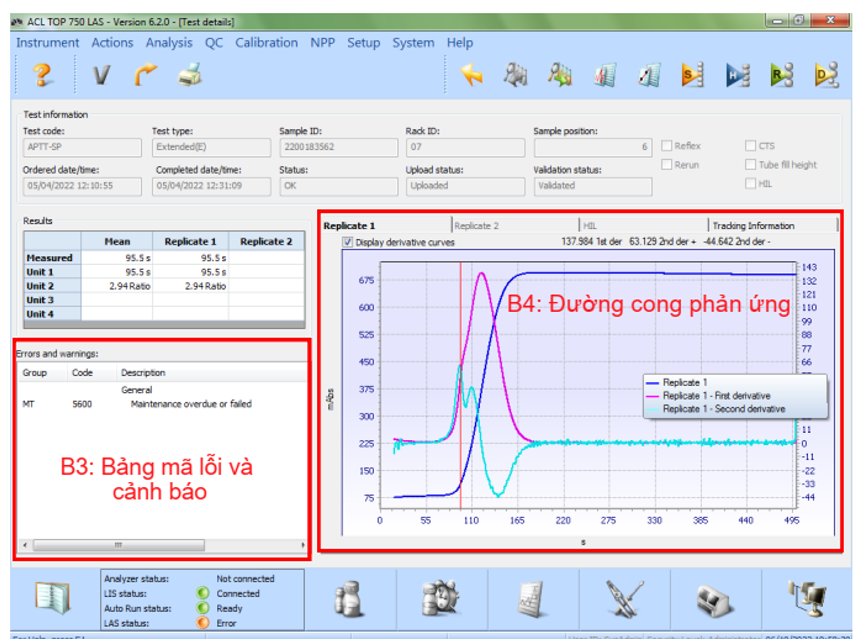 ACL TOP 750 LAS - Version 6.2.0 - [Test details]
Instrument Actions Analysis QC Calibration NPP Setup System Help
Test information
Test code: Test type: Sample ID: Rack ID: Sample position:
APTT-SP Extended(E) 2200183562 07 6 Reflex CTS
Rerun Tube fill height
Ordered date/time: Completed date/time: Status: Upload status: Validation status:
05/04/2022 12:10:55 05/04/2022 12:31:09 OK Uploaded Validated HIL
Results
Mean Replicate 1 Replicate 2
Measured 95.5 s 95.5 s
Unit 1 95.5 s 95.5 s
Unit 2 2.94 Ratio 2.94 Ratio
Unit 3
Unit 4
Errors and warnings:
Group Code Description
General
MT 5600 Maintenance overdue or failed
B3: Bảng mã lỗi và
cảnh báo
Replicate 1 Replicate 2 HIL Tracking Information
Display derivative curves 137.984 1st der 63.129 2nd der + -44.642 2nd der -
B4: Đường cong phản ứng
mAbs
675
600
525
450
375
300
225
150
75
143
132
121
110
99
88
77
66
11
0
-11
-22
-33
-44
Replicate 1
Replicate 1 - First derivative
Replicate 1 - Second derivative
0 55 110 165 220 275 330 385 440 495
s
Analyzer status: Not connected
LIS status: Connected
Auto Run status: Ready
LAS status: Error